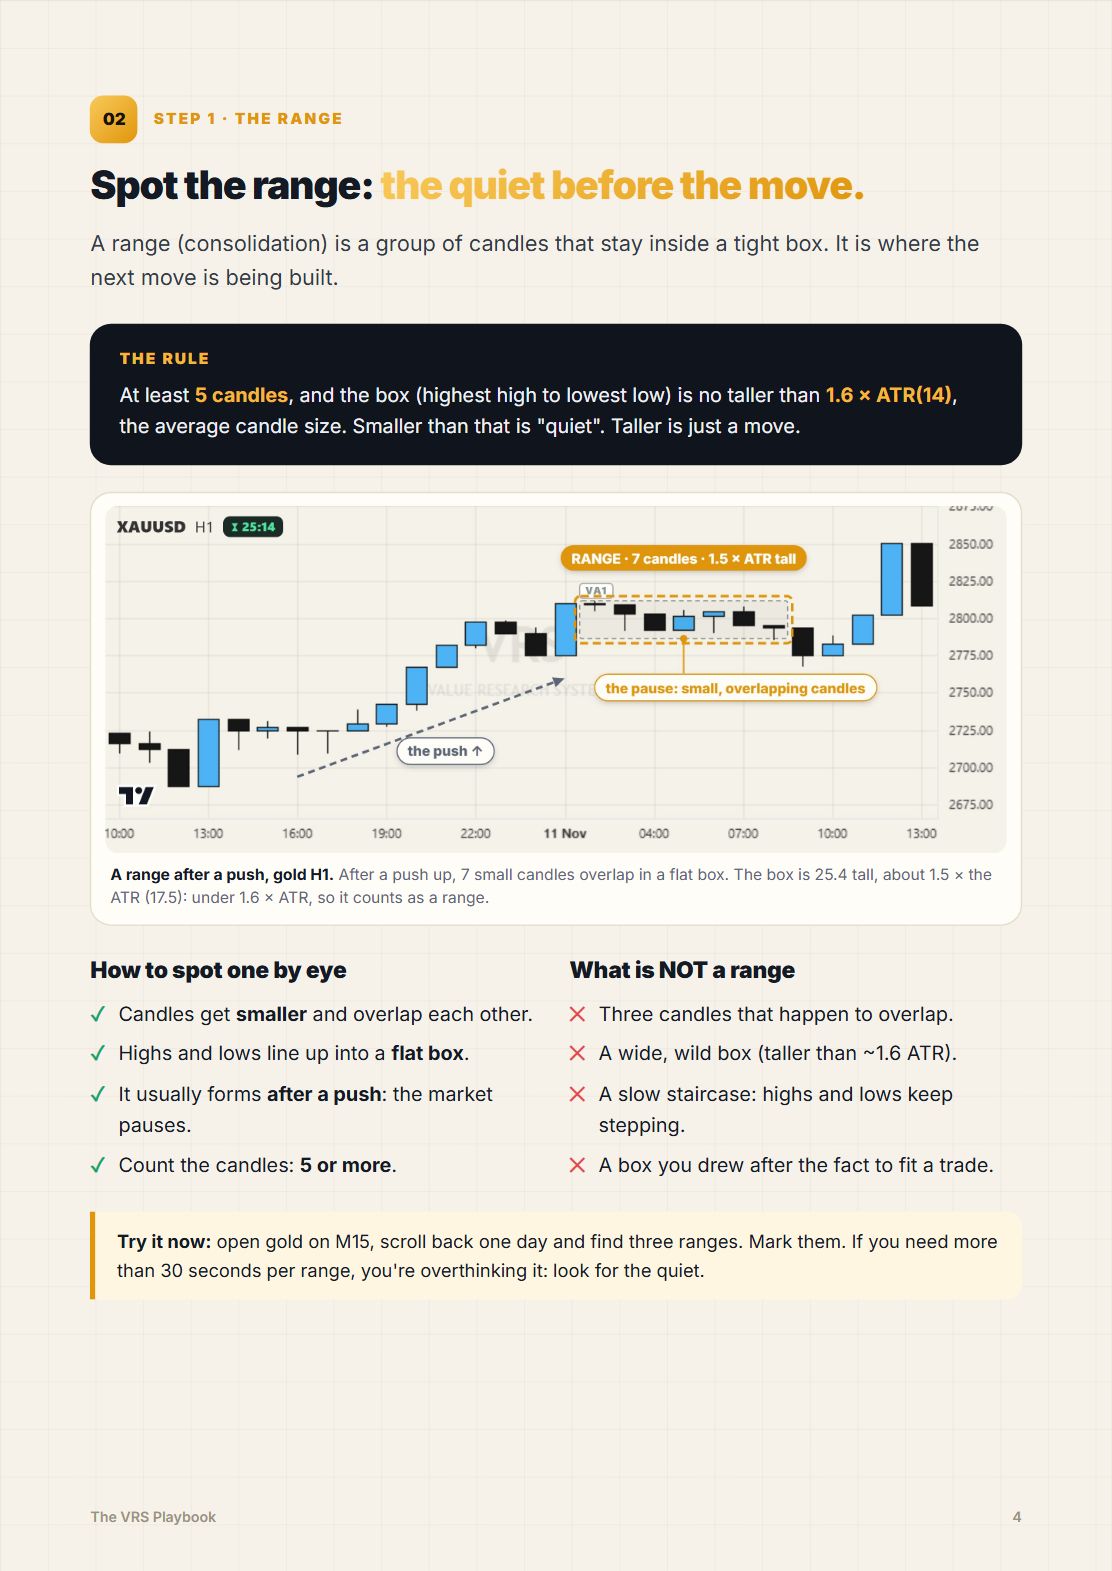 02
STEP 1 · THE RANGE
Spot the range: the quiet before the move.
A range (consolidation) is a group of candles that stay inside a tight box. It is where the
next move is being built.
THE RULE
At least 5 candles, and the box (highest high to lowest low) is no taller than 1.6 × ATR(14),
the average candle size. Smaller than that is "quiet". Taller is just a move.
XAUUSD H1 25:14
2875.00
2850.00
RANGE · 7 candles · 1.5 × ATR tall
2825.00
VA1
2800.00
VRS
2775.00
VALUE RESEARCH SYSTE
the pause: small, overlapping candles
2750.00
2725.00
the push ↑
2700.00
2675.00
10:00 13:00 16:00 19:00 22:00 11 Nov 04:00 07:00 10:00 13:00
A range after a push, gold H1. After a push up, 7 small candles overlap in a flat box. The box is 25.4 tall, about 1.5 × the
ATR (17.5): under 1.6 × ATR, so it counts as a range.
How to spot one by eye
✓ Candles get smaller and overlap each other.
✓ Highs and lows line up into a flat box.
✓ It usually forms after a push: the market
pauses.
✓ Count the candles: 5 or more.
What is NOT a range
✕ Three candles that happen to overlap.
✕ A wide, wild box (taller than ~1.6 ATR).
✕ A slow staircase: highs and lows keep
stepping.
✕ A box you drew after the fact to fit a trade.
Try it now: open gold on M15, scroll back one day and find three ranges. Mark them. If you need more
than 30 seconds per range, you're overthinking it: look for the quiet.
The VRS Playbook
4